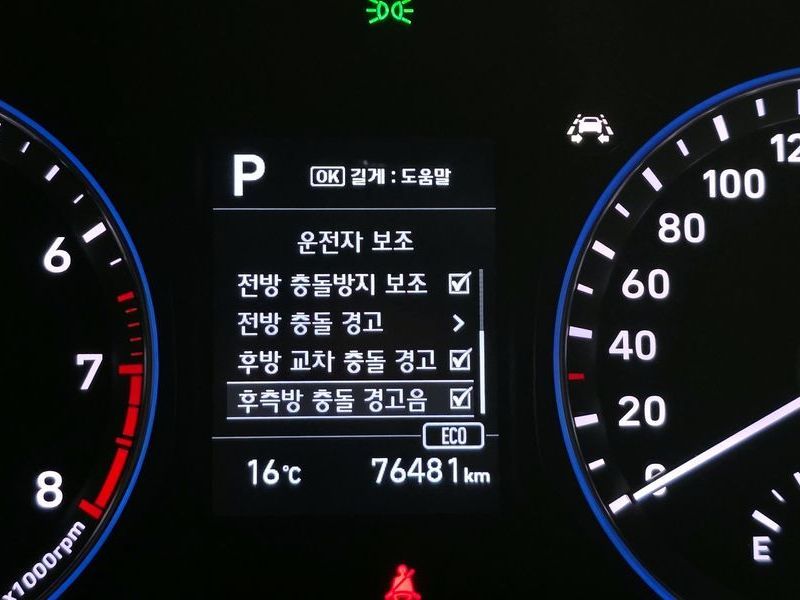 P
OK 길게 : 도움말
운전자 보조
전방 충돌방지 보조
전방 충돌 경고
후방 교차 충돌 경고
후측방 충돌 경고음
ECO
16℃ 76481km
6
7
8
x1000rpm
100
80
60
40
20
0
E